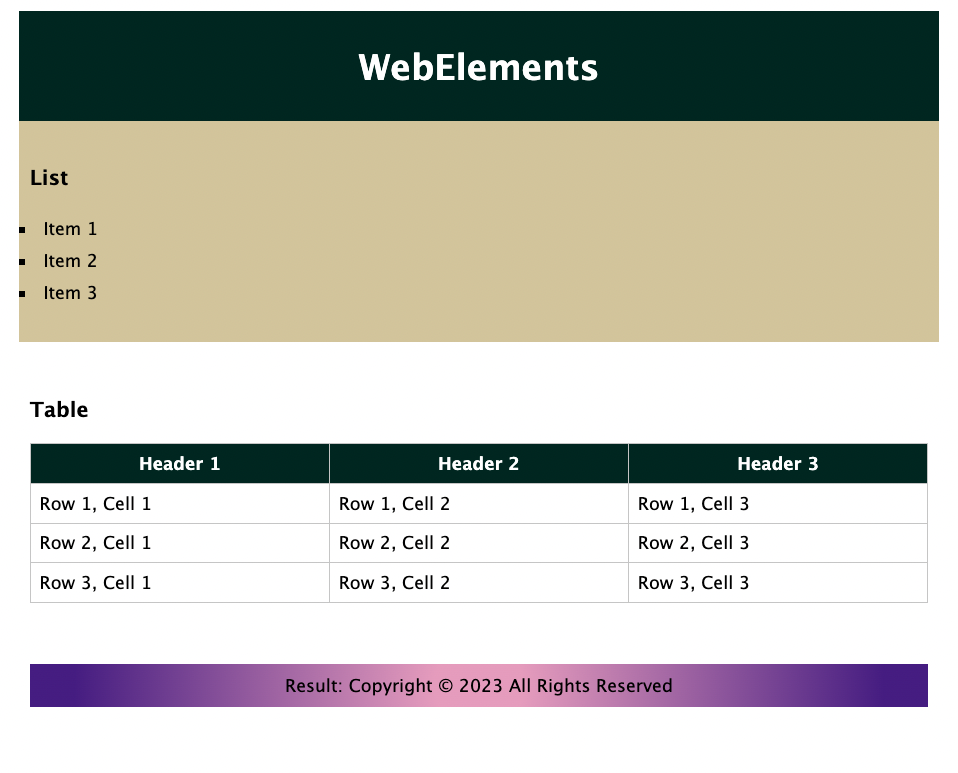 WebElements
List
Item 1
Item 2
Item 3
Table
Header 1 Header 2 Header 3
Row 1, Cell 1 Row 1, Cell 2 Row 1, Cell 3
Row 2, Cell 1 Row 2, Cell 2 Row 2, Cell 3
Row 3, Cell 1 Row 3, Cell 2 Row 3, Cell 3
Result: Copyright © 2023 All Rights Reserved